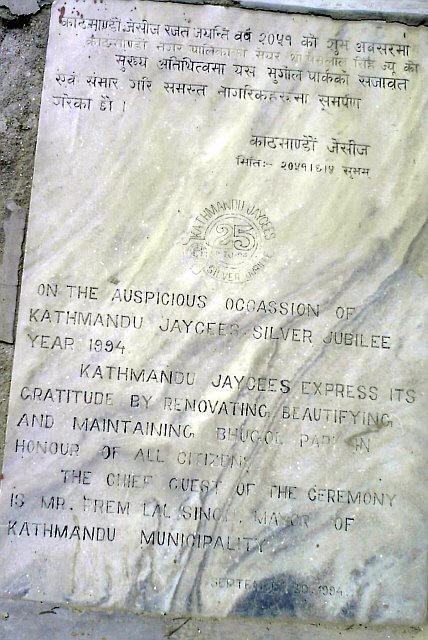 काठमाण्डौं जेसीज रजत जयन्ति वर्ष २०५१ को शुभ अवसरमा
काठमाण्डौं नगर पालिकाका मेयर श्री प्रेमलाल सिंह ज्यू को
मुख्य अतिथित्वमा यस भुगोल पार्कको सजावत
एवं संभार गरि समस्त नागरिकहरुमा समर्पण
गरेका छौं ।
काठमाण्डौं जेसीज
मिति:- २०५१।६।४ सुभम्
KATHMANDU JAYCEES
25
SILVER JUBILEE
ON THE AUSPICIOUS OCCASSION OF
KATHMANDU JAYCEES SILVER JUBILEE
YEAR 1994
KATHMANDU JAYCEES EXPRESS ITS
GRATITUDE BY RENOVATING, BEAUTIFYING
AND MAINTAINING BHUGOL PARK IN
HONOUR OF ALL CITIZENS
THE CHIEF GUEST OF THE CEREMONY
IS MR. PREM LAL SINGH, MAYOR OF
KATHMANDU MUNICIPALITY
SEPTEMBER 20, 1994.